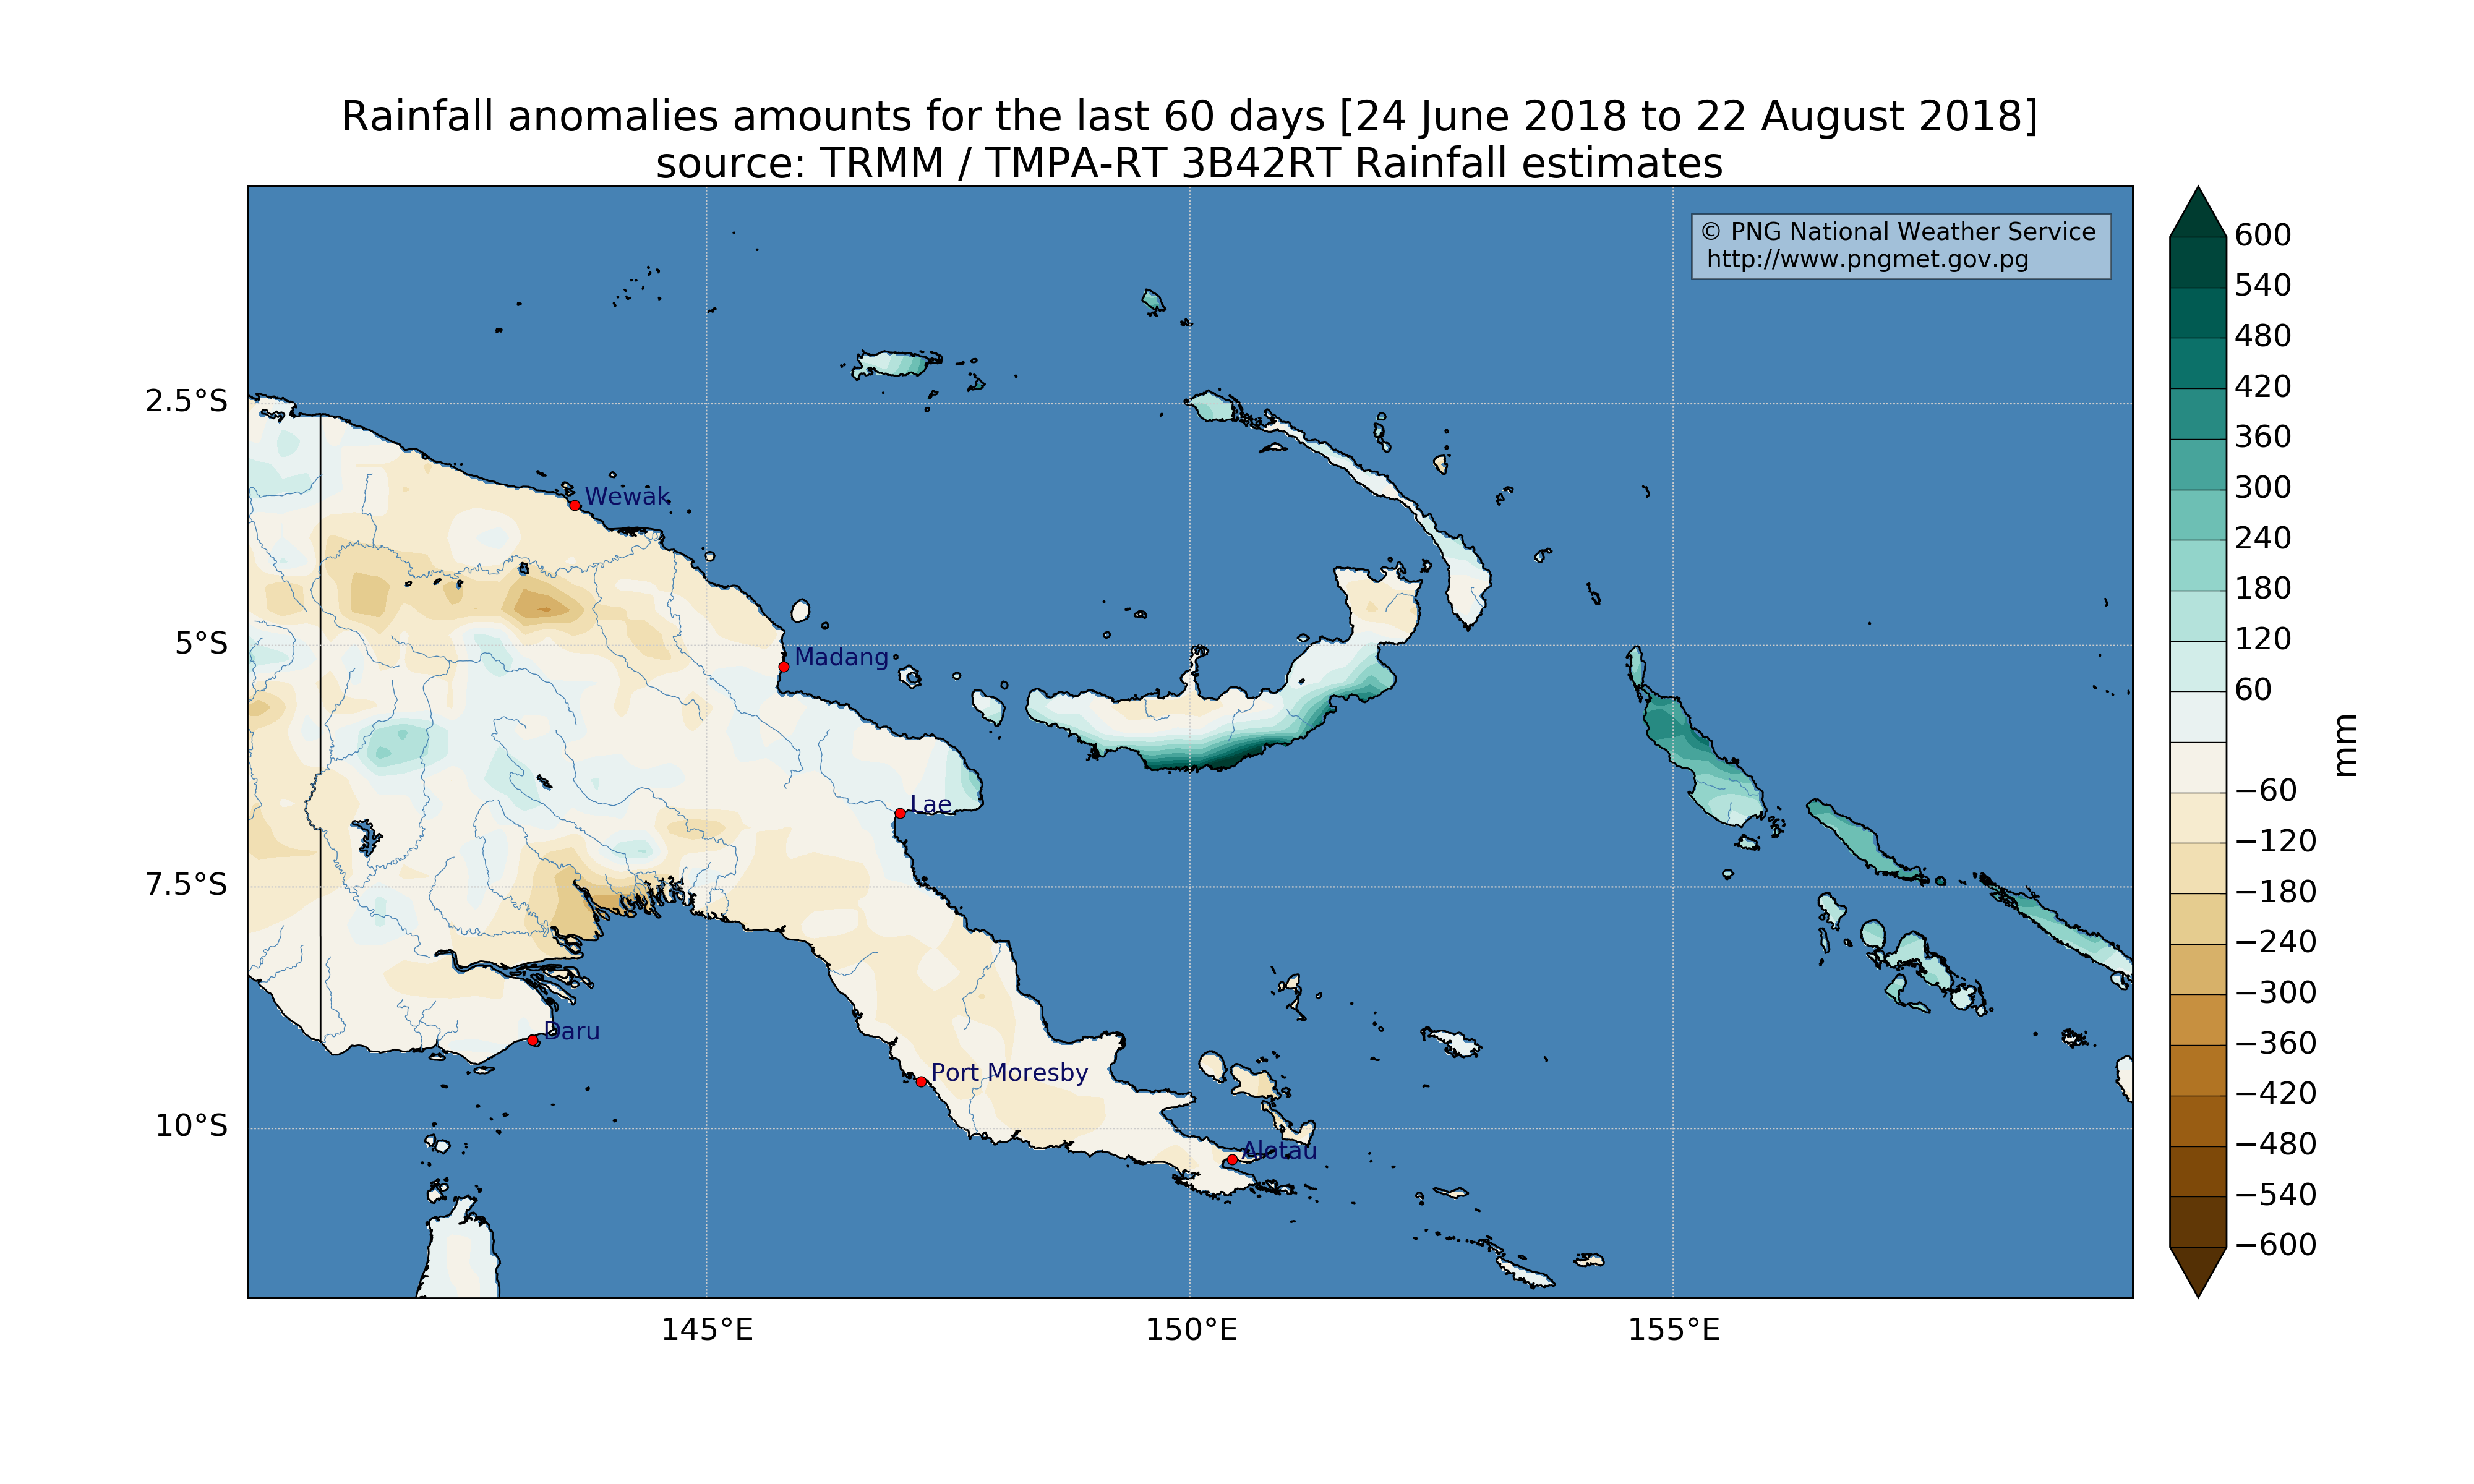 Rainfall anomalies amounts for the last 60 days [24 June 2018 to 22 August 2018]
source: TRMM / TMPA-RT 3B42RT Rainfall estimates
© PNG National Weather Service
http://www.pngmet.gov.pg
2.5°S
5°S
7.5°S
10°S
Wewak
Madang
Lae
Daru
Port Moresby
Alotau
145°E
150°E
155°E
600
540
480
420
360
300
240
180
120
60
−60
−120
−180
−240
−300
−360
−420
−480
−540
−600
mm